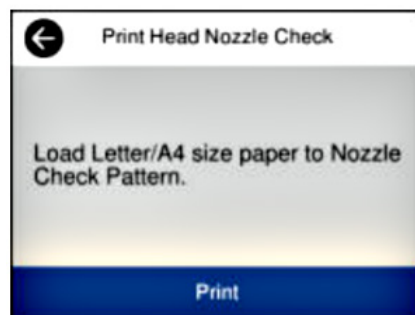 Print Head Nozzle Check
Load Letter/A4 size paper to Nozzle
Check Pattern.
Print